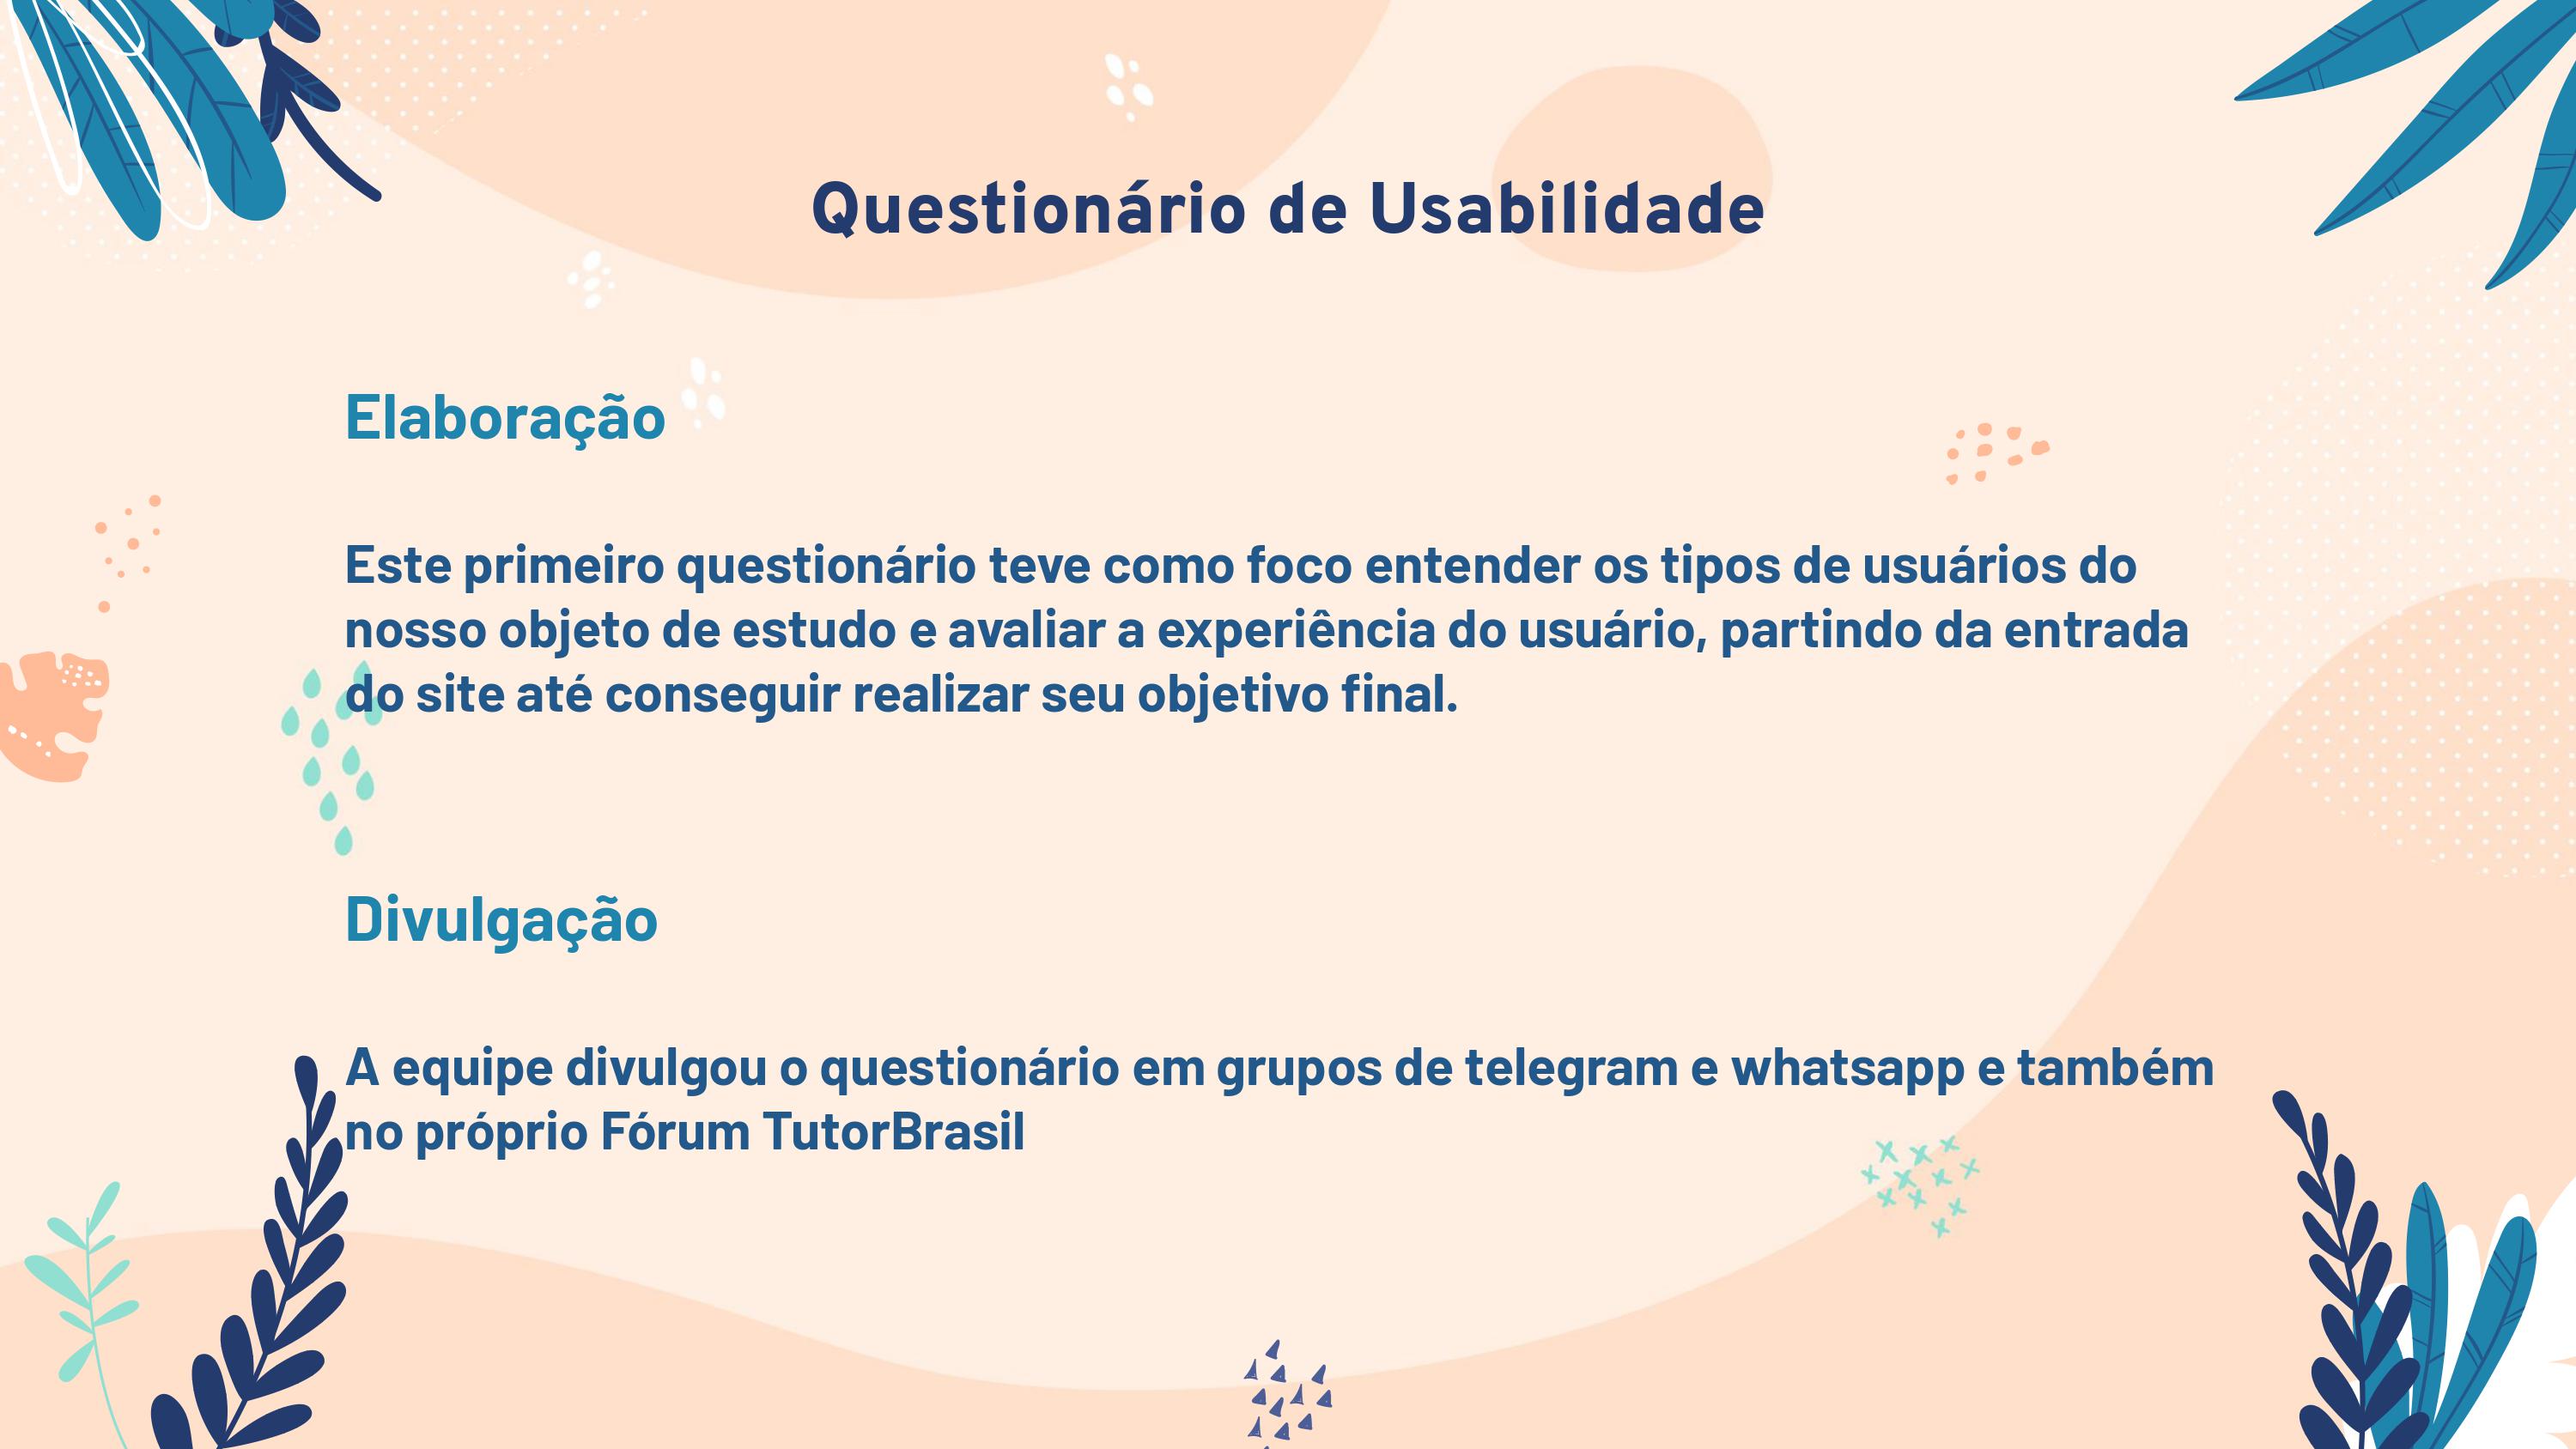 Questionário de Usabilidade
Elaboração
Este primeiro questionário teve como foco entender os tipos de usuários do
nosso objeto de estudo e avaliar a experiência do usuário, partindo da entrada
do site até conseguir realizar seu objetivo final.
Divulgação
A equipe divulgou o questionário em grupos de telegram e whatsapp e também
no próprio Fórum TutorBrasil